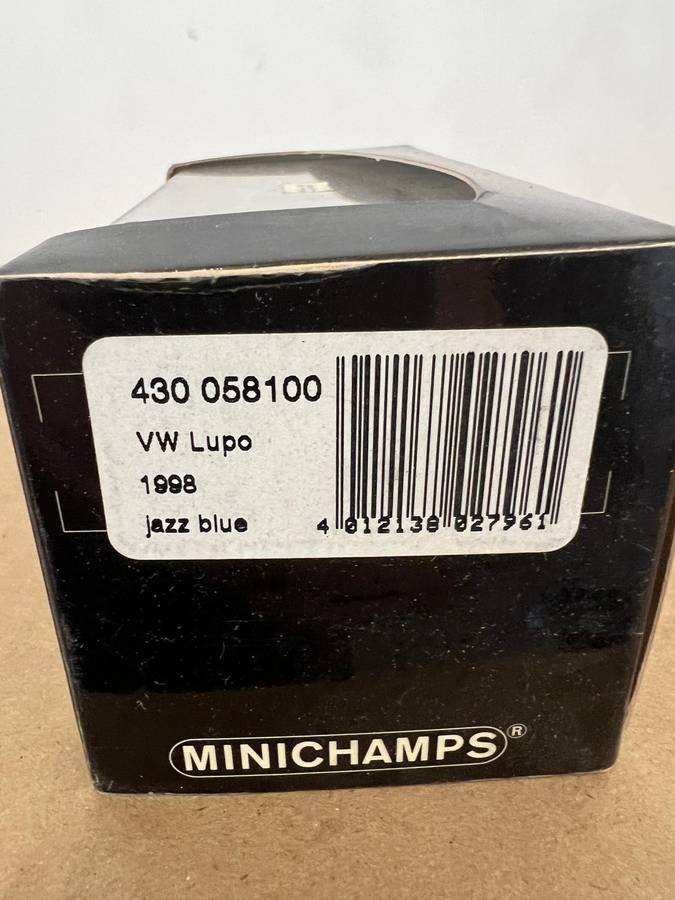 430 058100
VW Lupo
1998
jazz blue
4 012138 027961
MINICHAMPS®